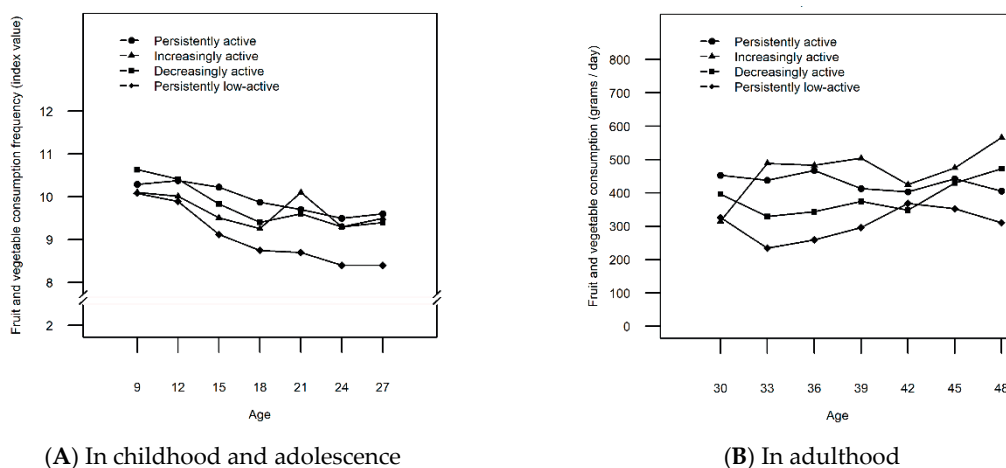 Fruit and vegetable consumption frequency (index value)
Persistently active
Increasingly active
Decreasingly active
Persistently low-active
12
11
10
9
8
2
9 12 15 18 21 24 27
Age
(A) In childhood and adolescence
Fruit and vegetable consumption (grams / day)
Persistently active
Increasingly active
Decreasingly active
Persistently low-active
800
700
600
500
400
300
200
100
0
30 33 36 39 42 45 48
Age
(B) In adulthood